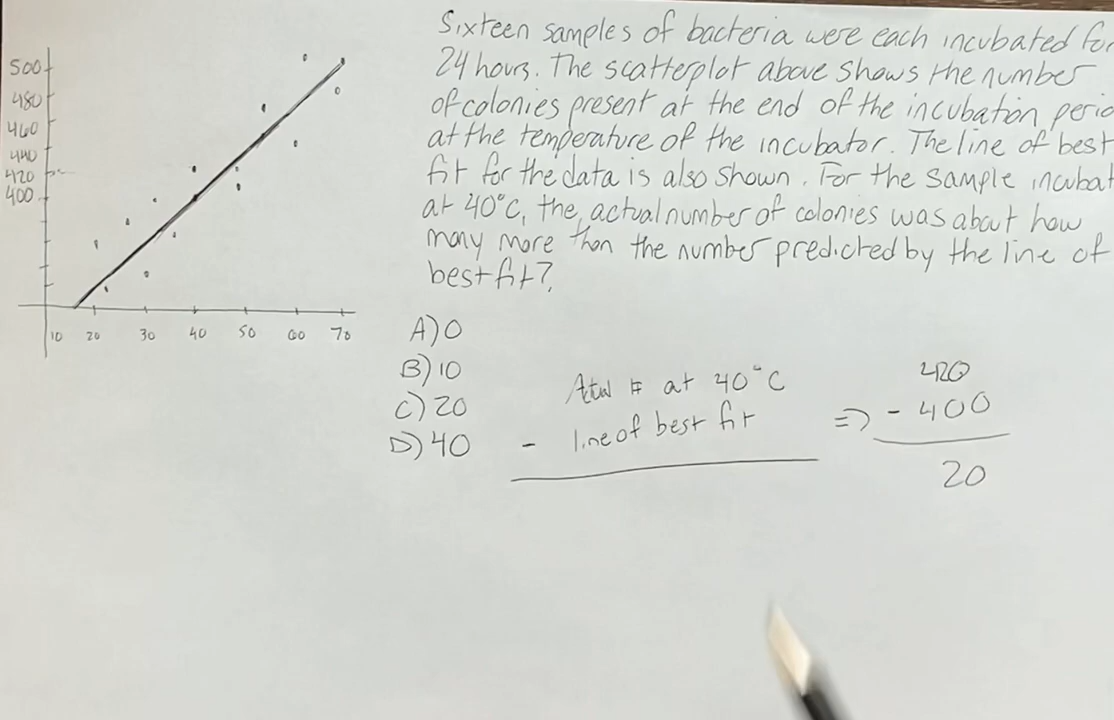 500
480
460
440
420
400
10 20 30 40 50 60 70
Sixteen samples of bacteria were each incubated for
24 hours. The scatterplot above shows the number
of colonies present at the end of the incubation perio
at the temperature of the incubator. The line of best
fit for the data is also shown. For the sample incubat
at 40°C, the actual number of colonies was about how
many more than the number predicted by the line of
best fit?
A) 0
B) 10
C) 20
D) 40
# at 40°C
- line of best fit
=> 420
- 400
20